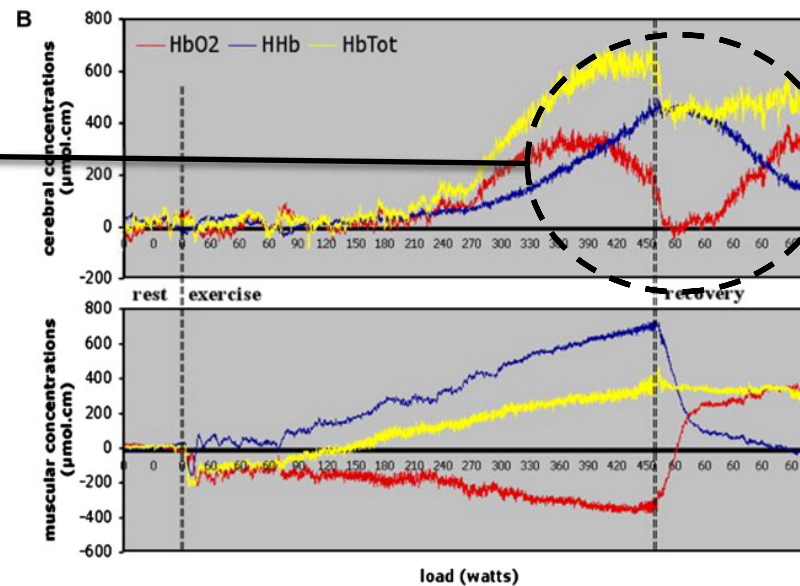 B
800
HbO2 HHb HbTot
600
400
200
0
-200
cerebral concentrations
(µmol.cm)
0 0 60 60 60 90 120 150 180 210 240 270 300 330 360 390 420 450 60 60 60 60
rest exercise recovery
800
600
400
200
0
-200
-400
-600
muscular concentrations
(µmol.cm)
0 0 60 60 60 90 120 150 180 210 240 270 300 330 360 390 420 450 60 60 60 60
load (watts)